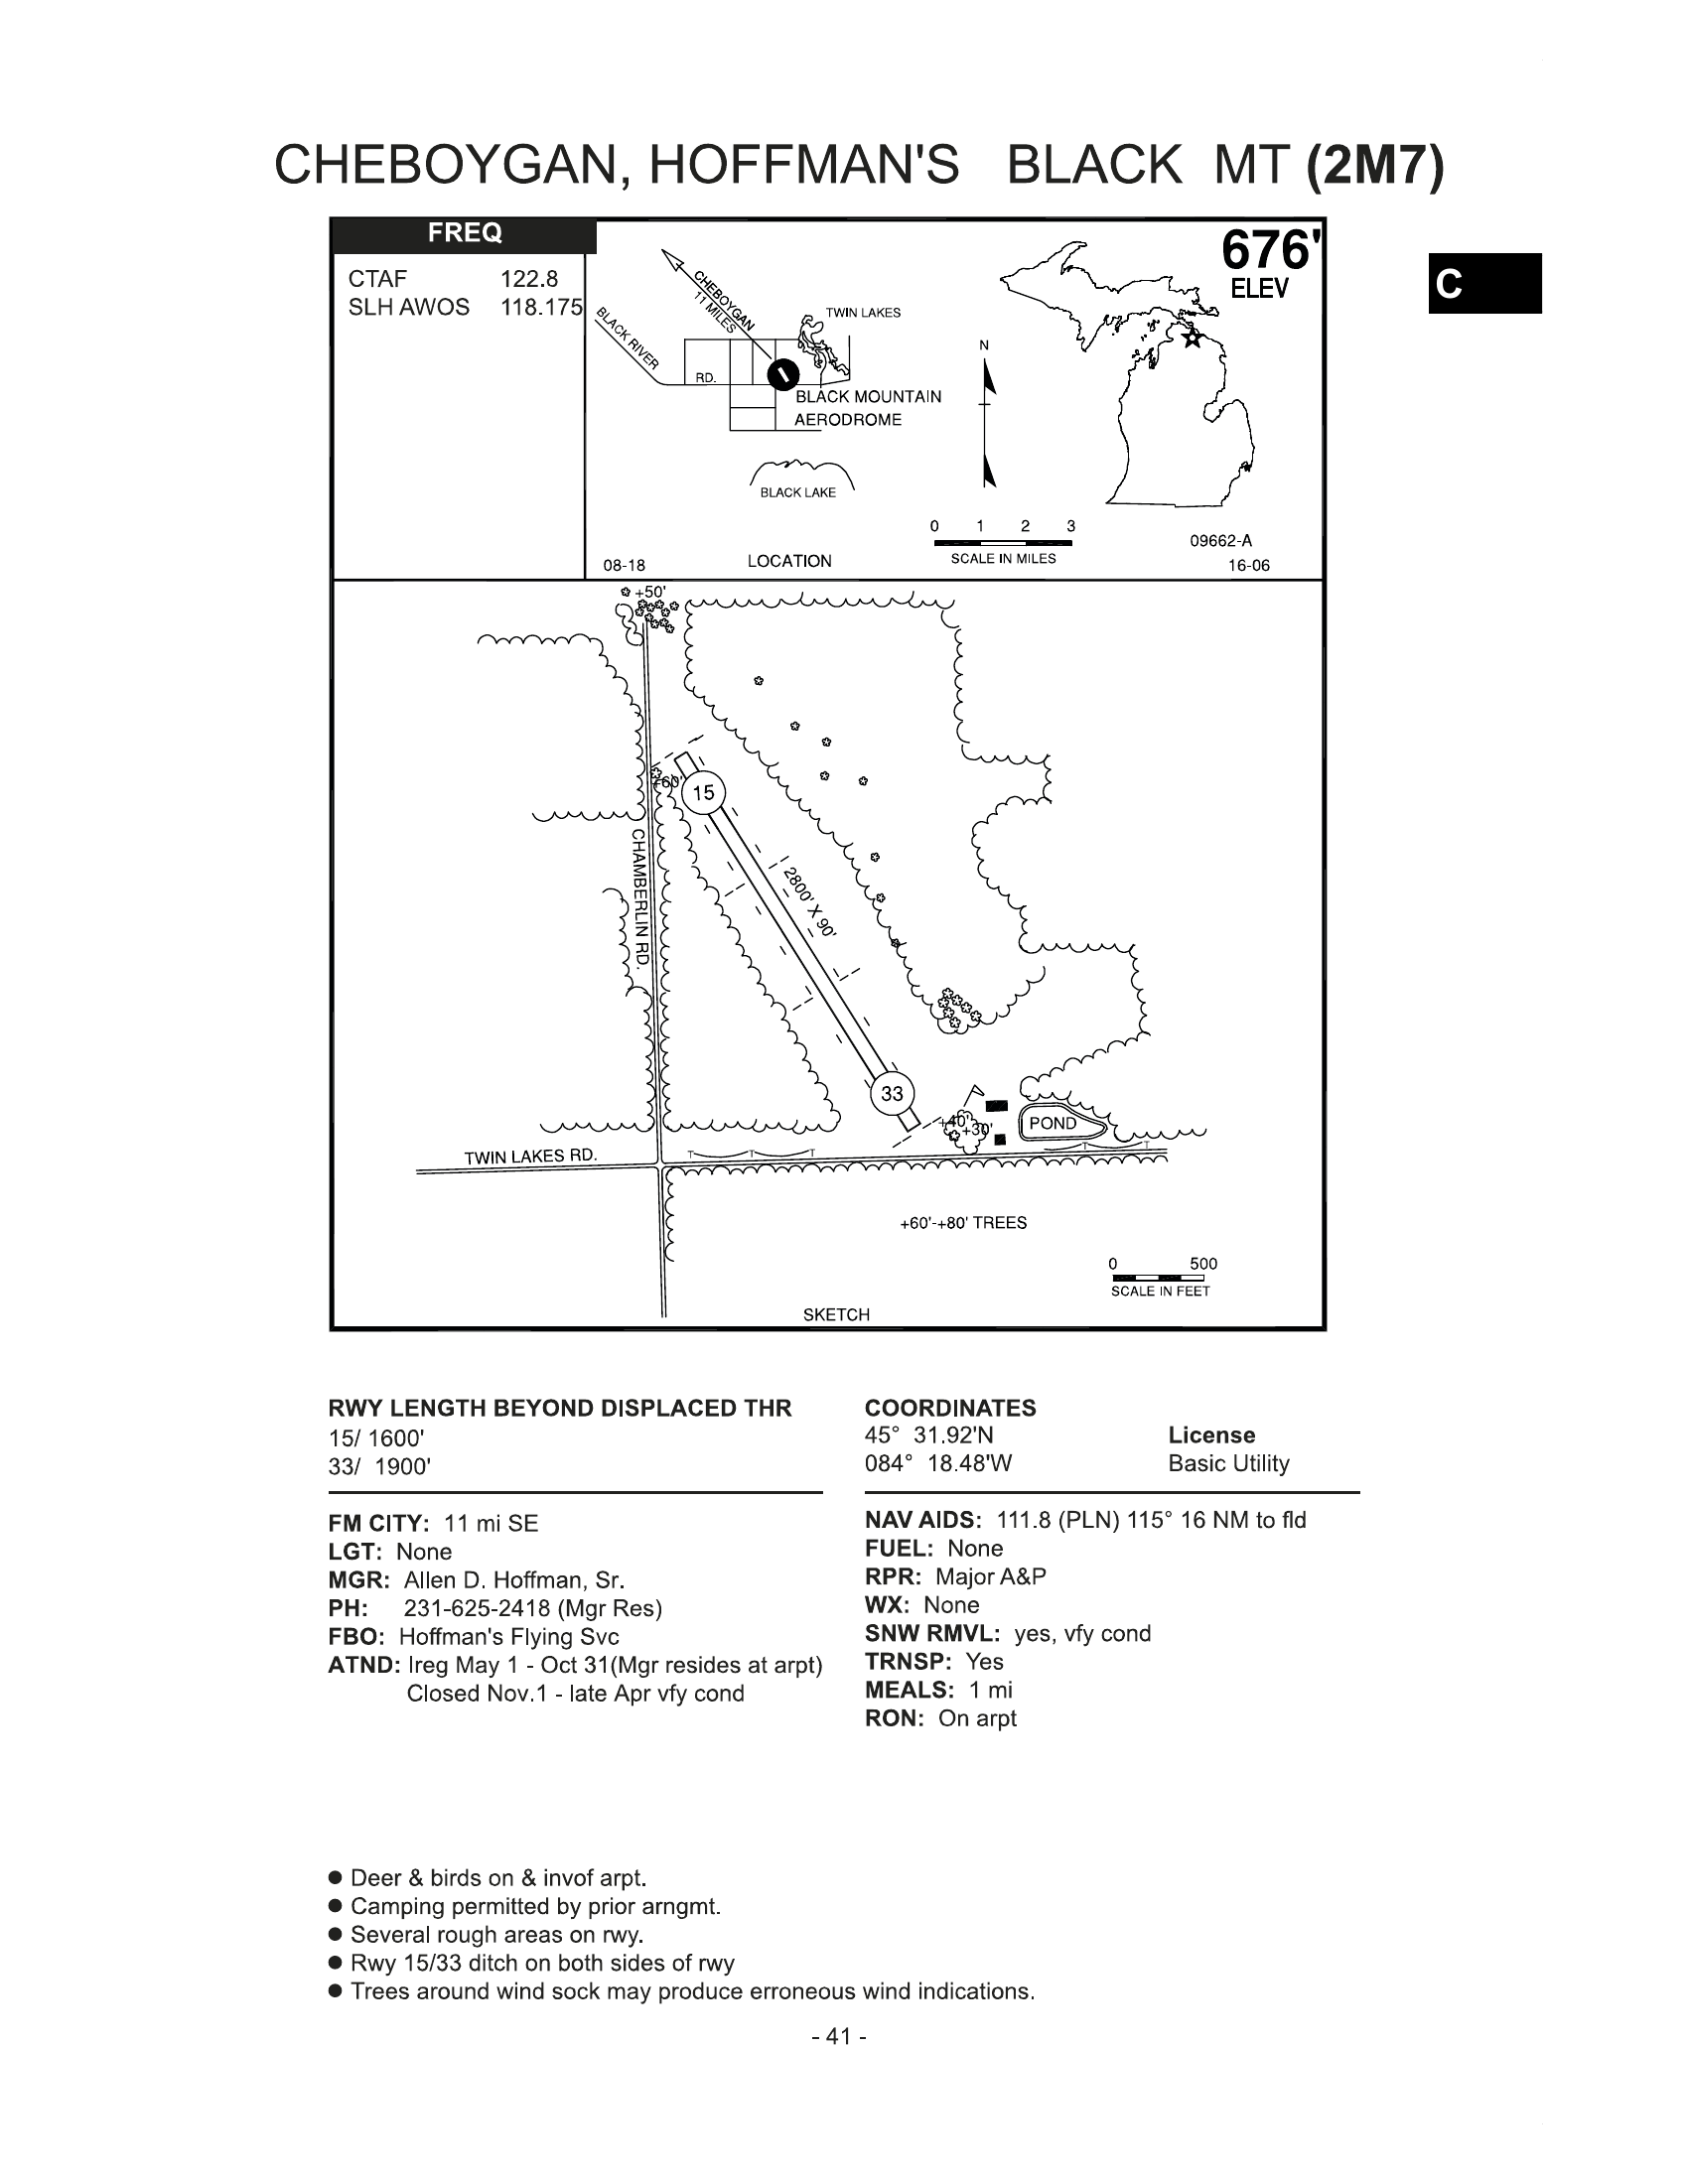 CHEBOYGAN, HOFFMAN'S BLACK MT (2M7)
FREQ
CTAF 122.8
SLH AWOS 118.175
676'
ELEV
C
CHEBOYGAN
11 MILES
BLACK RIVER
RD.
TWIN LAKES
BLACK MOUNTAIN
AERODROME
BLACK LAKE
N
0 1 2 3
SCALE IN MILES
09662-A
08-18
LOCATION
16-06
+50'
+60'
15
CHAMBERLIN RD.
2800' X 90'
33
+40'
+30'
POND
TWIN LAKES RD.
T T T T T
+60'-+80' TREES
0 500
SCALE IN FEET
SKETCH
RWY LENGTH BEYOND DISPLACED THR
15/ 1600'
33/ 1900'
COORDINATES
45° 31.92'N
084° 18.48'W
License
Basic Utility
FM CITY: 11 mi SE
LGT: None
MGR: Allen D. Hoffman, Sr.
PH: 231-625-2418 (Mgr Res)
FBO: Hoffman's Flying Svc
ATND: Ireg May 1 - Oct 31(Mgr resides at arpt)
Closed Nov.1 - late Apr vfy cond
NAV AIDS: 111.8 (PLN) 115° 16 NM to fld
FUEL: None
RPR: Major A&P
WX: None
SNW RMVL: yes, vfy cond
TRNSP: Yes
MEALS: 1 mi
RON: On arpt
● Deer & birds on & invof arpt.
● Camping permitted by prior arngmt.
● Several rough areas on rwy.
● Rwy 15/33 ditch on both sides of rwy
● Trees around wind sock may produce erroneous wind indications.
- 41 -